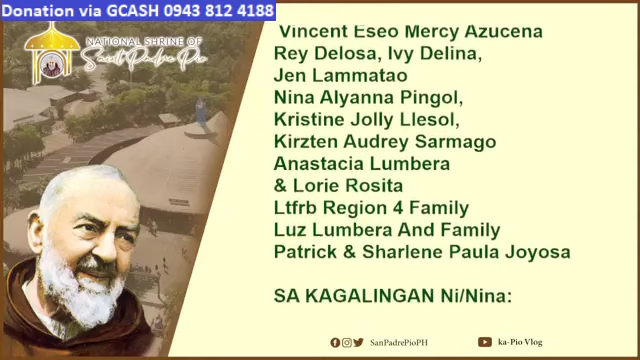 Donation via GCASH 0943 812 4188
NATIONAL SHRINE OF
Saint Padre Pio
Vincent Eseo Mercy Azucena
Rey Delosa, Ivy Delina,
Jen Lammatao
Nina Alyanna Pingol,
Kristine Jolly Llesol,
Kirzten Audrey Sarmago
Anastacia Lumbera
& Lorie Rosita
Ltfrb Region 4 Family
Luz Lumbera And Family
Patrick & Sharlene Paula Joyosa
SA KAGALINGAN Ni/Nina:
SanPadrePioPH
ka-Pio Vlog